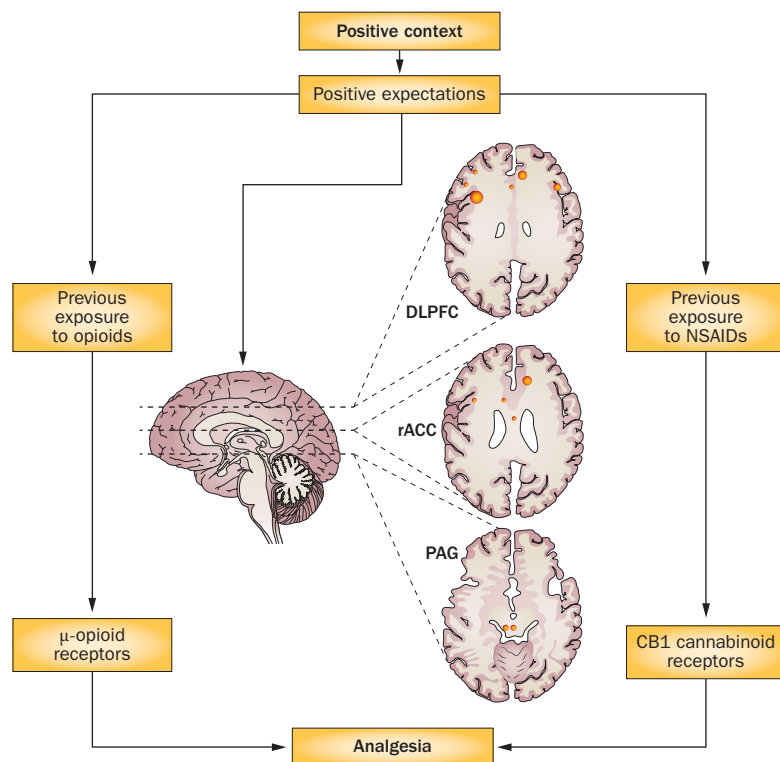 Positive context
Positive expectations
DLPFC
Previous
exposure
to opioids
Previous
exposure
to NSAIDs
rACC
PAG
μ-opioid
receptors
CB1 cannabinoid
receptors
Analgesia